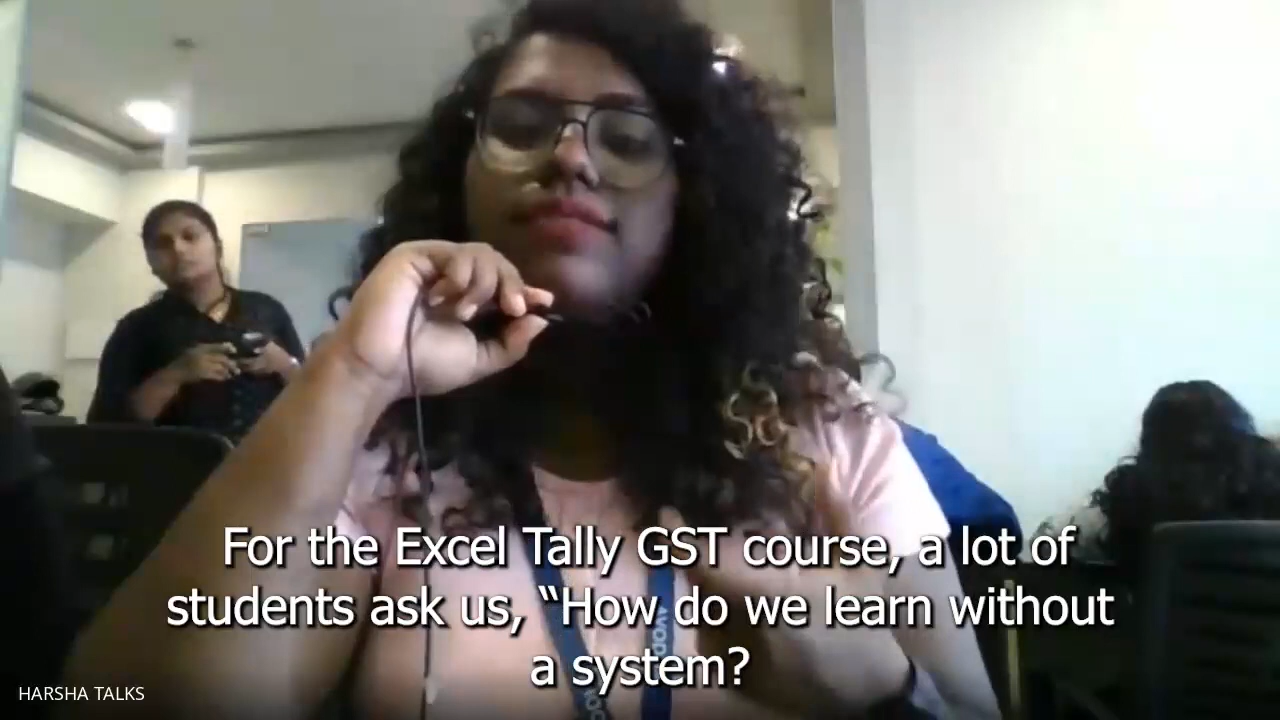 For the Excel Tally GST course, a lot of
students ask us, “How do we learn without
a system?
HARSHA TALKS